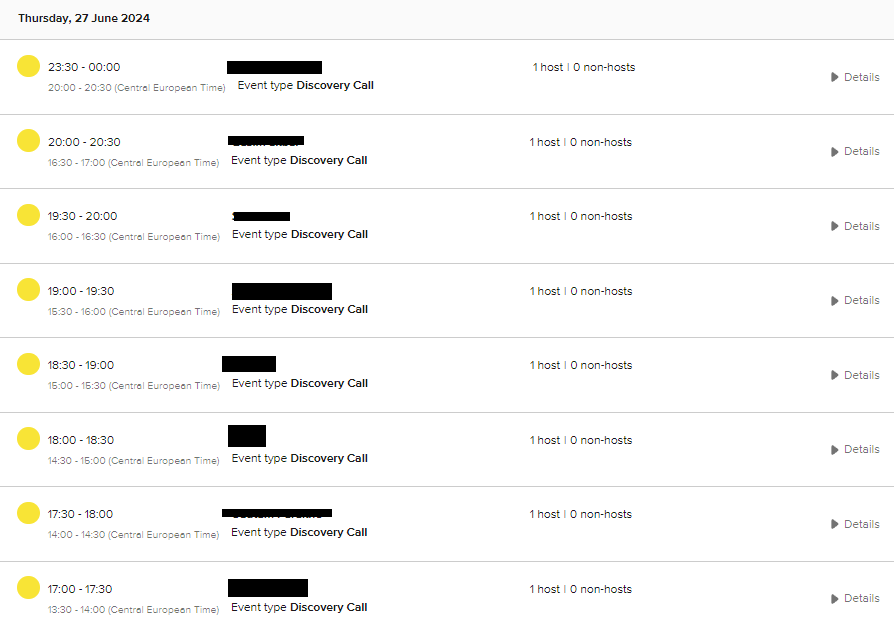 Thursday, 27 June 2024
23:30 - 00:00
1 host | 0 non-hosts
Details
20:00 - 20:30 (Central European Time) Event type Discovery Call
20:00 - 20:30
1 host | 0 non-hosts
Details
16:30 - 17:00 (Central European Time) Event type Discovery Call
19:30 - 20:00
1 host | 0 non-hosts
Details
16:00 - 16:30 (Central European Time) Event type Discovery Call
19:00 - 19:30
1 host | 0 non-hosts
Details
15:30 - 16:00 (Central European Time) Event type Discovery Call
18:30 - 19:00
1 host | 0 non-hosts
Details
15:00 - 15:30 (Central European Time) Event type Discovery Call
18:00 - 18:30
1 host | 0 non-hosts
Details
14:30 - 15:00 (Central European Time) Event type Discovery Call
17:30 - 18:00
1 host | 0 non-hosts
Details
14:00 - 14:30 (Central European Time) Event type Discovery Call
17:00 - 17:30
1 host | 0 non-hosts
Details
13:30 - 14:00 (Central European Time) Event type Discovery Call